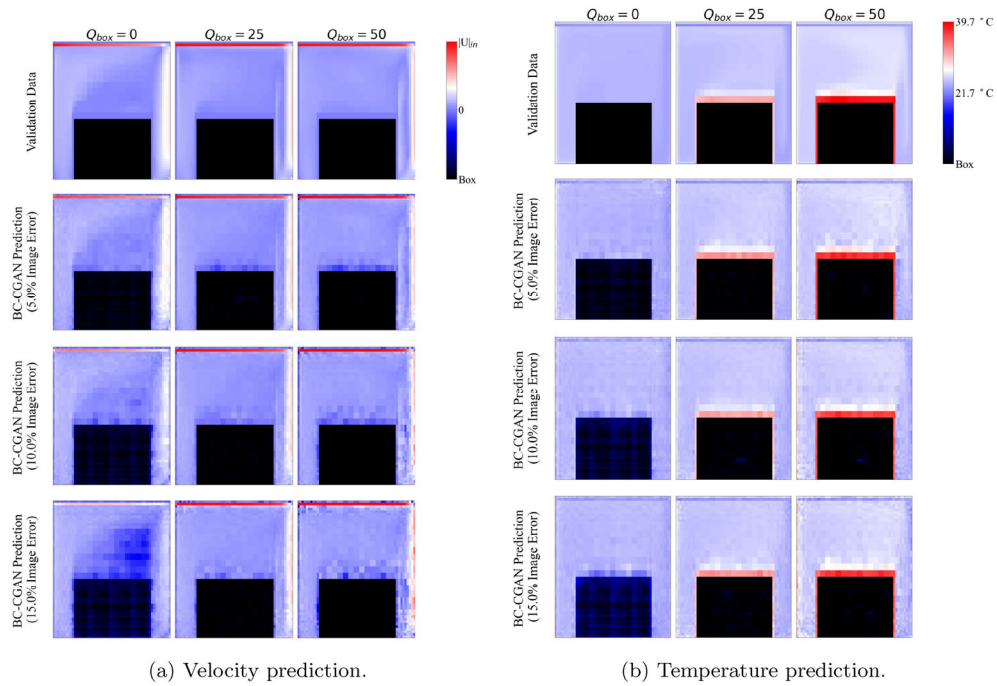 Q_box = 0 Q_box = 25 Q_box = 50
|U|_in
0
Box
Validation Data
BC-CGAN Prediction
(5.0% Image Error)
BC-CGAN Prediction
(10.0% Image Error)
BC-CGAN Prediction
(15.0% Image Error)
(a) Velocity prediction.
Q_box = 0 Q_box = 25 Q_box = 50
39.7 °C
21.7 °C
Box
Validation Data
BC-CGAN Prediction
(5.0% Image Error)
BC-CGAN Prediction
(10.0% Image Error)
BC-CGAN Prediction
(15.0% Image Error)
(b) Temperature prediction.